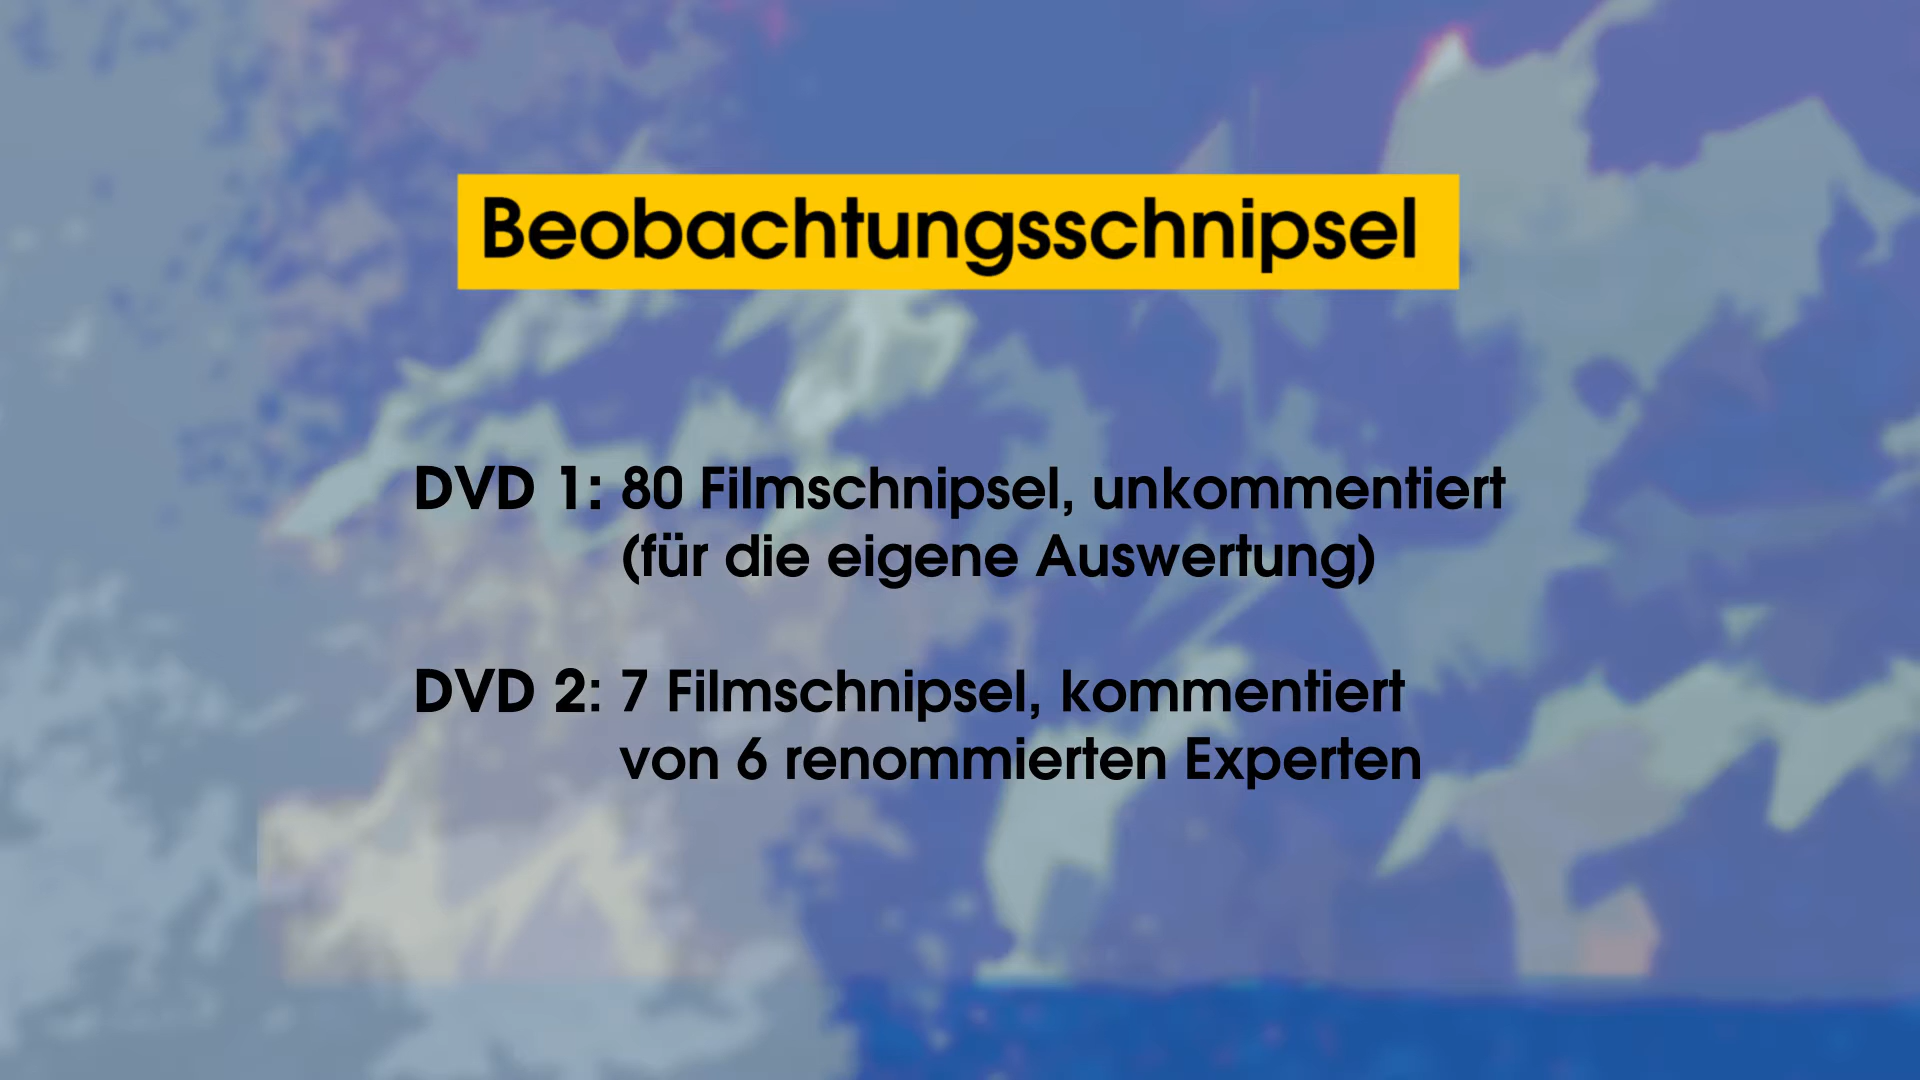 Beobachtungsschnipsel
DVD 1: 80 Filmschnipsel, unkommentiert
(für die eigene Auswertung)
DVD 2: 7 Filmschnipsel, kommentiert
von 6 renommierten Experten